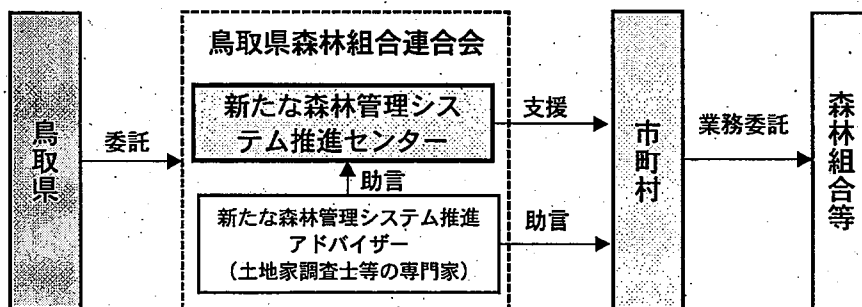 鳥取県
委託
鳥取県森林組合連合会
新たな森林管理シス
テム推進センター
助言
新たな森林管理システム推進
アドバイザー
(土地家調査士等の専門家)
支援
助言
市町村
業務委託
森林組合等